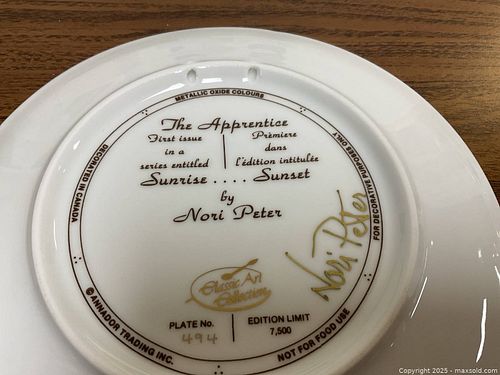 METALLIC OXIDE COLOURS
DECORATED IN CANADA
FOR DECORATIVE PURPOSES ONLY
The Apprentice
First issue Première
in a dans
series entitled l'édition intitulée
Sunrise .... Sunset
by
Nori Peter
Nori Peter
Classic Art
Collection
PLATE No. EDITION LIMIT
494 7,500
© ANNADOR TRADING INC.
NOT FOR FOOD USE
Copyright 2025 - maxsold.com